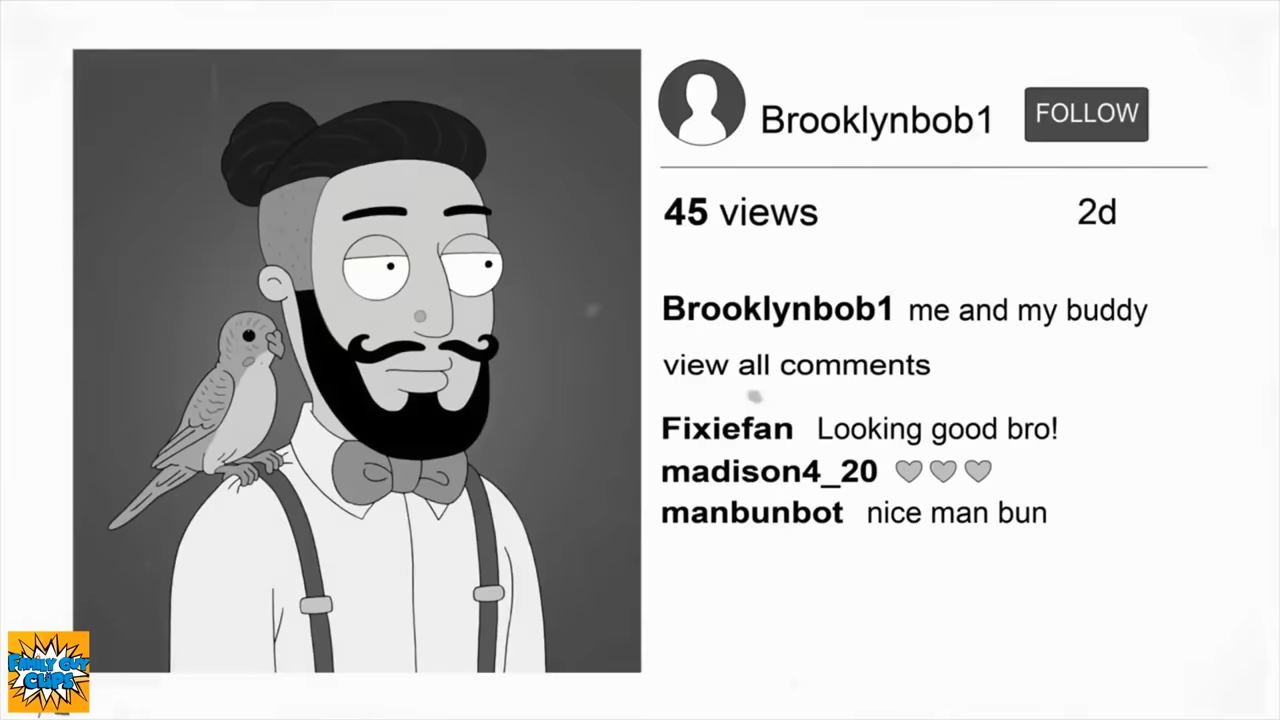 Brooklynbob1 FOLLOW
45 views 2d
Brooklynbob1 me and my buddy
view all comments
Fixiefan Looking good bro!
madison4_20 🩶🩶🩶
manbunbot nice man bun
FAMILY GUY
CLIPS